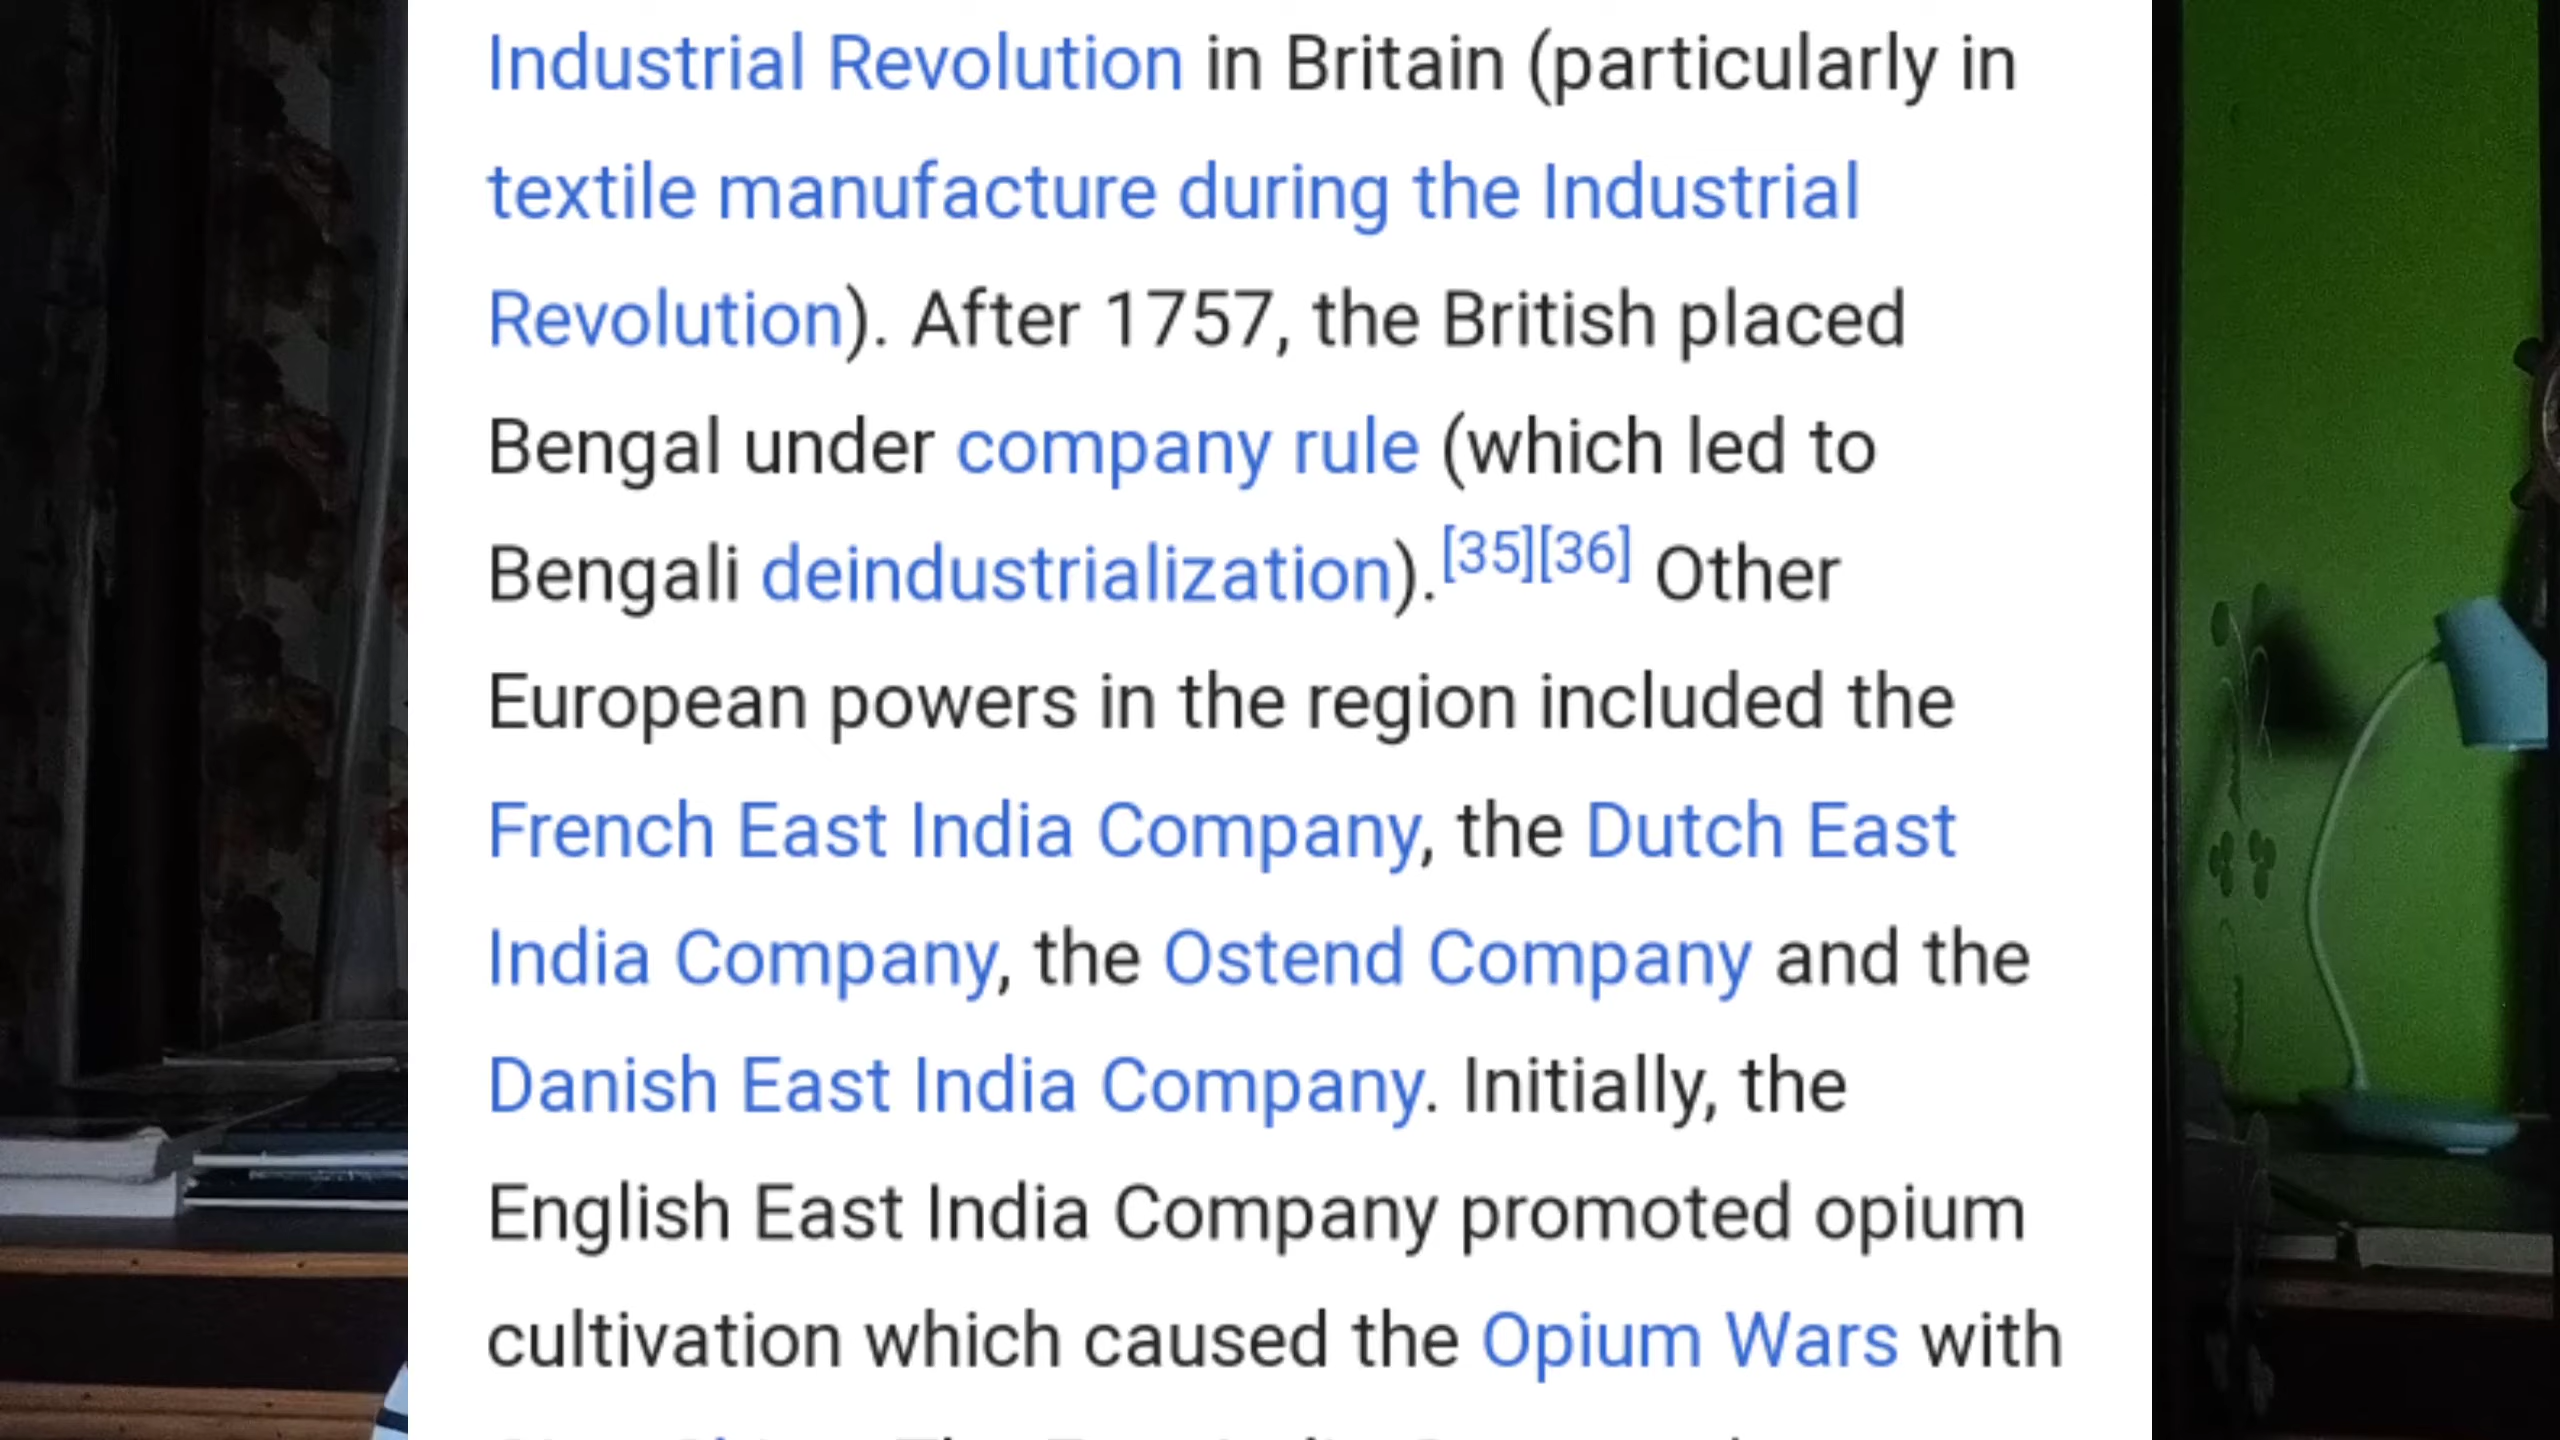 Industrial Revolution in Britain (particularly in
textile manufacture during the Industrial
Revolution). After 1757, the British placed
Bengal under company rule (which led to
Bengali deindustrialization).[35][36] Other
European powers in the region included the
French East India Company, the Dutch East
India Company, the Ostend Company and the
Danish East India Company. Initially, the
English East India Company promoted opium
cultivation which caused the Opium Wars with